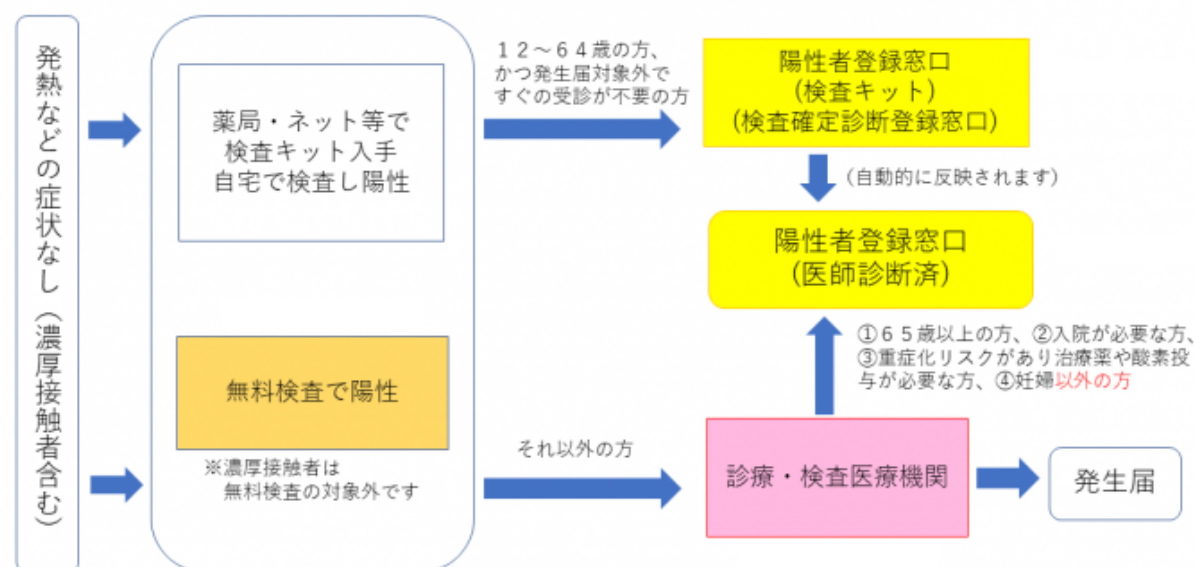 発熱などの症状なし（濃厚接触者含む）
薬局・ネット等で
検査キット入手
自宅で検査し陽性
無料検査で陽性
※濃厚接触者は
無料検査の対象外です
１２～６４歳の方、
かつ発生届対象外で
すぐの受診が不要の方
それ以外の方
陽性者登録窓口
(検査キット)
(検査確定診断登録窓口)
（自動的に反映されます）
陽性者登録窓口
(医師診断済)
①６５歳以上の方、②入院が必要な方、
③重症化リスクがあり治療薬や酸素投
与が必要な方、④妊婦以外の方
診療・検査医療機関
発生届